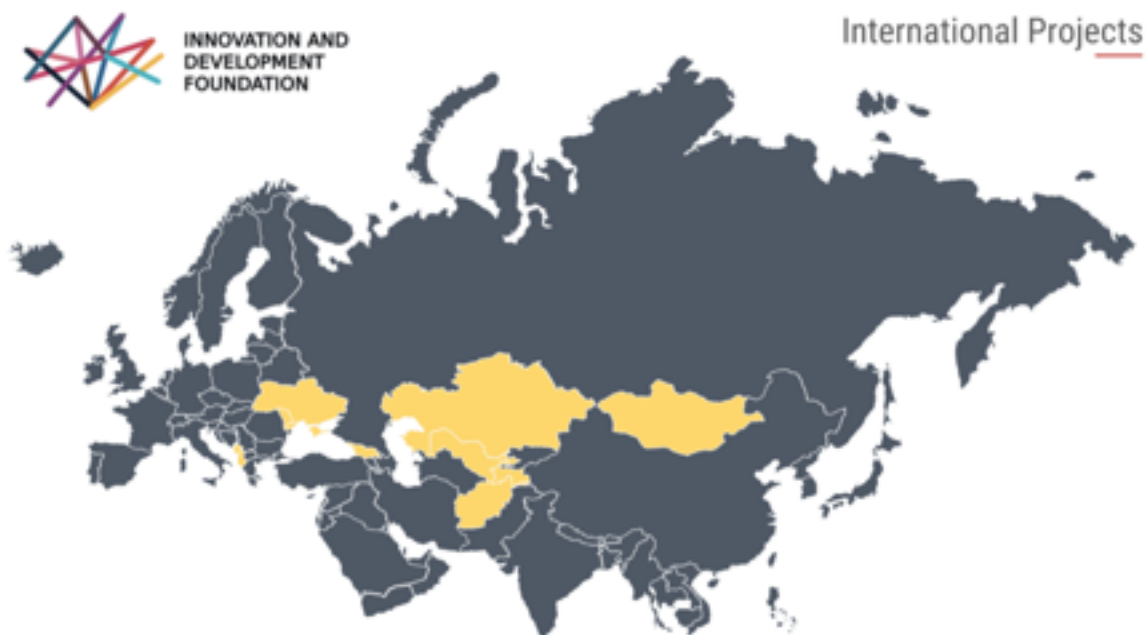 INNOVATION AND
DEVELOPMENT
FOUNDATION
International Projects